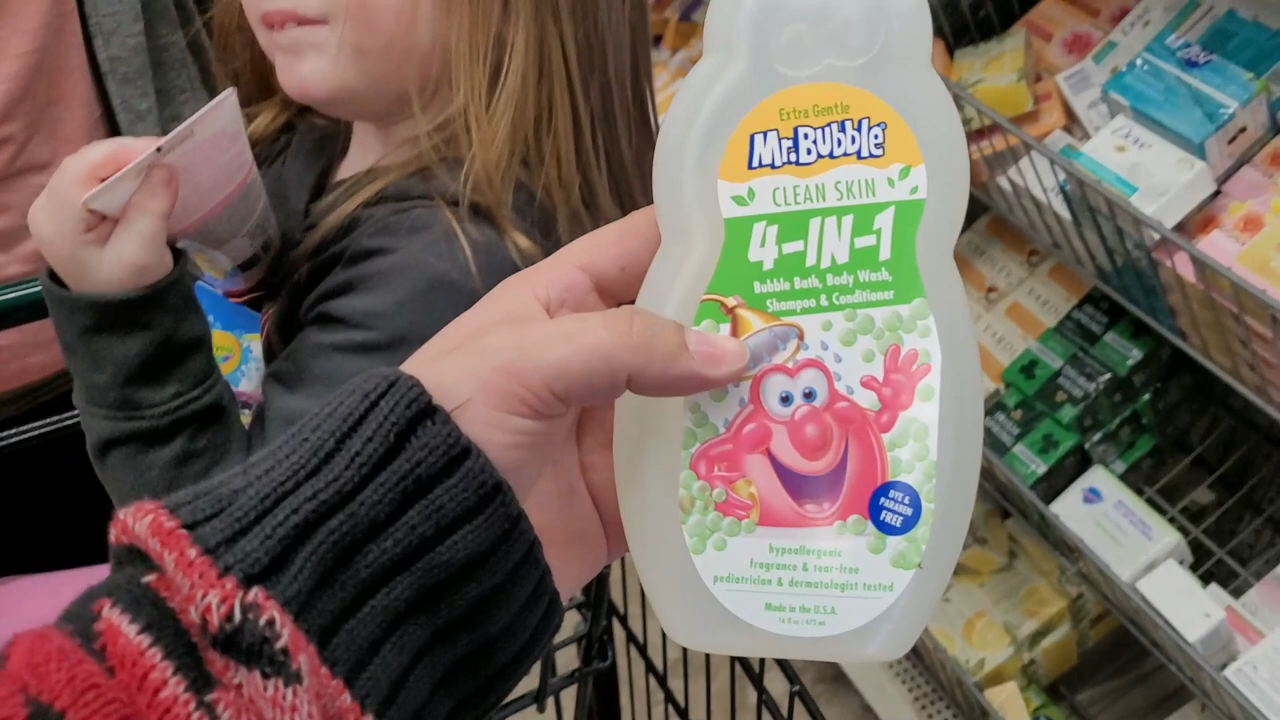 Extra Gentle
Mr. Bubble
CLEAN SKIN
4-IN-1
Bubble Bath, Body Wash,
Shampoo & Conditioner
DYE &
PARABEN
FREE
hypoallergenic
fragrance & tear-free
pediatrician & dermatologist tested
Made in the U.S.A.
16 fl oz / 473 ml
Dove